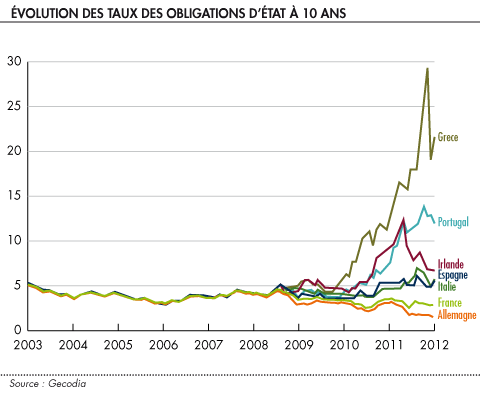 ÉVOLUTION DES TAUX DES OBLIGATIONS D'ÉTAT À 10 ANS
30
25
20
15
10
5
0
Grece
Portugal
Irlande
Espagne
Italie
France
Allemagne
2003 2004 2005 2006 2007 2008 2009 2010 2011 2012
Source : Gecodia